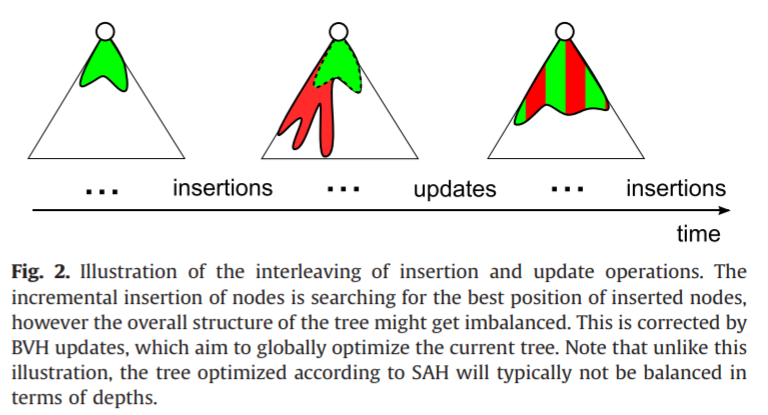 ... insertions ... updates ... insertions
time
Fig. 2. Illustration of the interleaving of insertion and update operations. The
incremental insertion of nodes is searching for the best position of inserted nodes,
however the overall structure of the tree might get imbalanced. This is corrected by
BVH updates, which aim to globally optimize the current tree. Note that unlike this
illustration, the tree optimized according to SAH will typically not be balanced in
terms of depths.